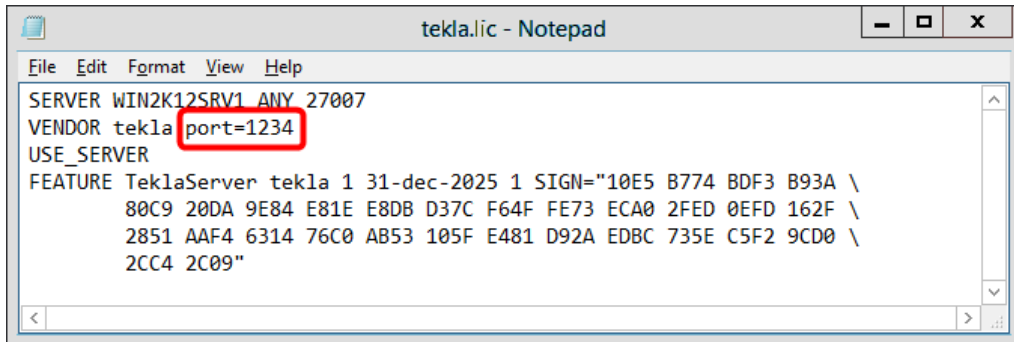 tekla.lic - Notepad
File Edit Format View Help
SERVER WIN2K12SRV1 ANY 27007
VENDOR tekla port=1234
USE_SERVER
FEATURE TeklaServer tekla 1 31-dec-2025 1 SIGN="10E5 B774 BDF3 B93A \
80C9 20DA 9E84 E81E E8DB D37C F64F FE73 ECA0 2FED 0EFD 162F \
2851 AAF4 6314 76C0 AB53 105F E481 D92A EDBC 735E C5F2 9CD0 \
2CC4 2C09"